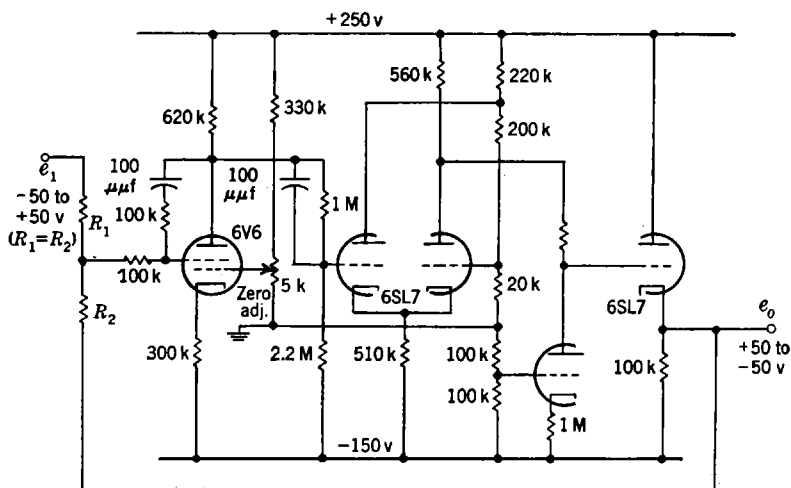 +250 v
560 k
220 k
620 k
330 k
200 k
e₁
-50 to
+50 v
(R₁=R₂)
R₁
100
μμf
100
μμf
100 k
1 M
6V6
100 k
Zero
adj.
5 k
6SL7
20 k
6SL7
R₂
300 k
2.2 M
510 k
100 k
100 k
1 M
100 k
e₀
+50 to
-50 v
-150 v